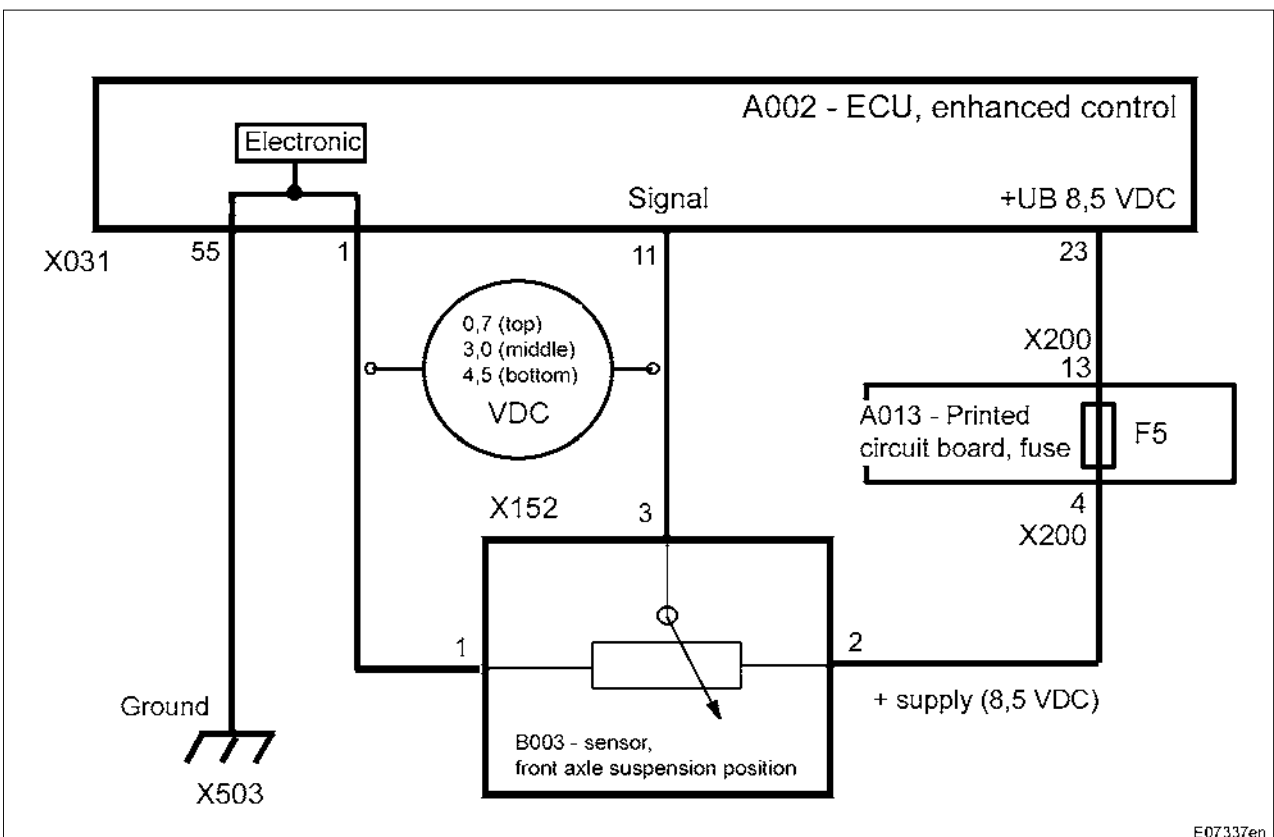 A002 - ECU, enhanced control
Electronic
Signal
+UB 8,5 VDC
X031
55
1
11
23
0,7 (top)
3,0 (middle)
4,5 (bottom)
VDC
X200
13
A013 - Printed
circuit board, fuse
F5
4
X200
X152
3
1
2
+ supply (8,5 VDC)
Ground
X503
B003 - sensor,
front axle suspension position
E07337en